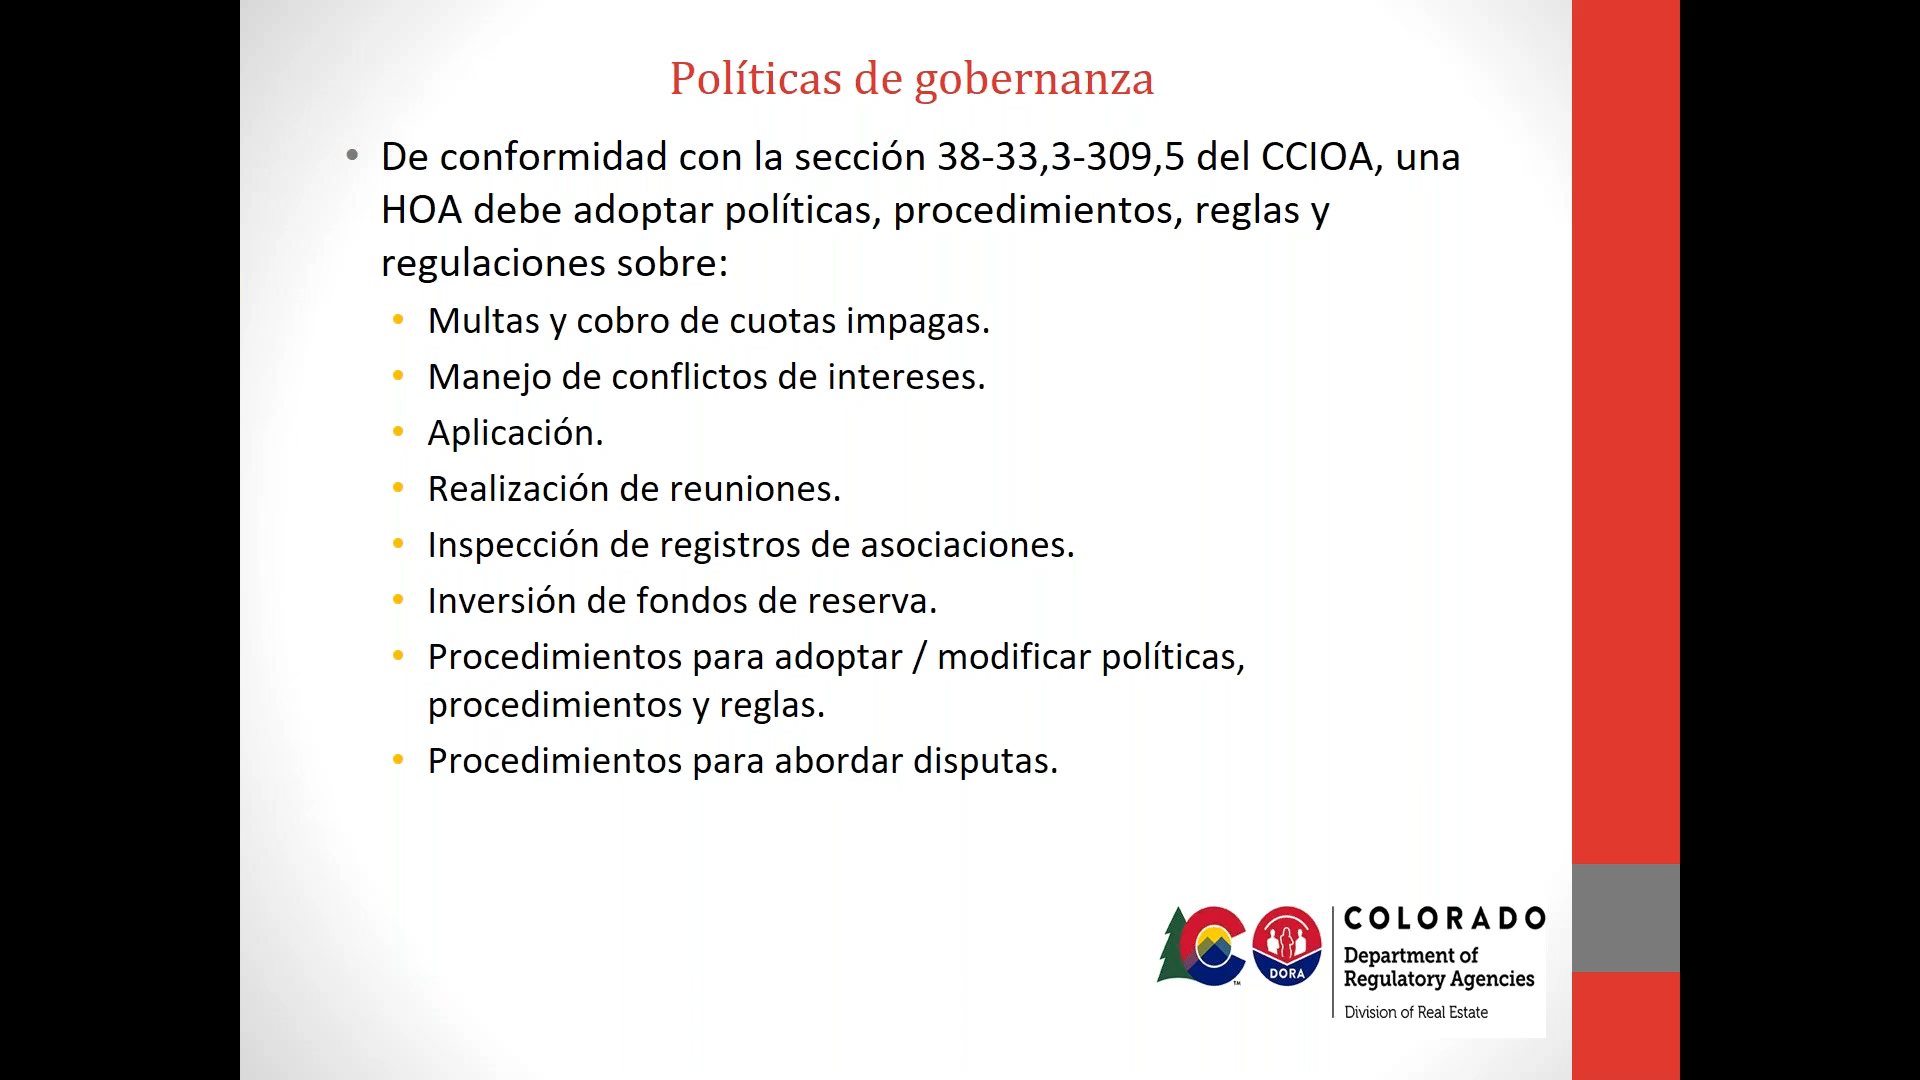 Políticas de gobernanza
• De conformidad con la sección 38-33,3-309,5 del CCIOA, una
HOA debe adoptar políticas, procedimientos, reglas y
regulaciones sobre:
• Multas y cobro de cuotas impagas.
• Manejo de conflictos de intereses.
• Aplicación.
• Realización de reuniones.
• Inspección de registros de asociaciones.
• Inversión de fondos de reserva.
• Procedimientos para adoptar / modificar políticas,
procedimientos y reglas.
• Procedimientos para abordar disputas.
TM
DORA
COLORADO
Department of
Regulatory Agencies
Division of Real Estate